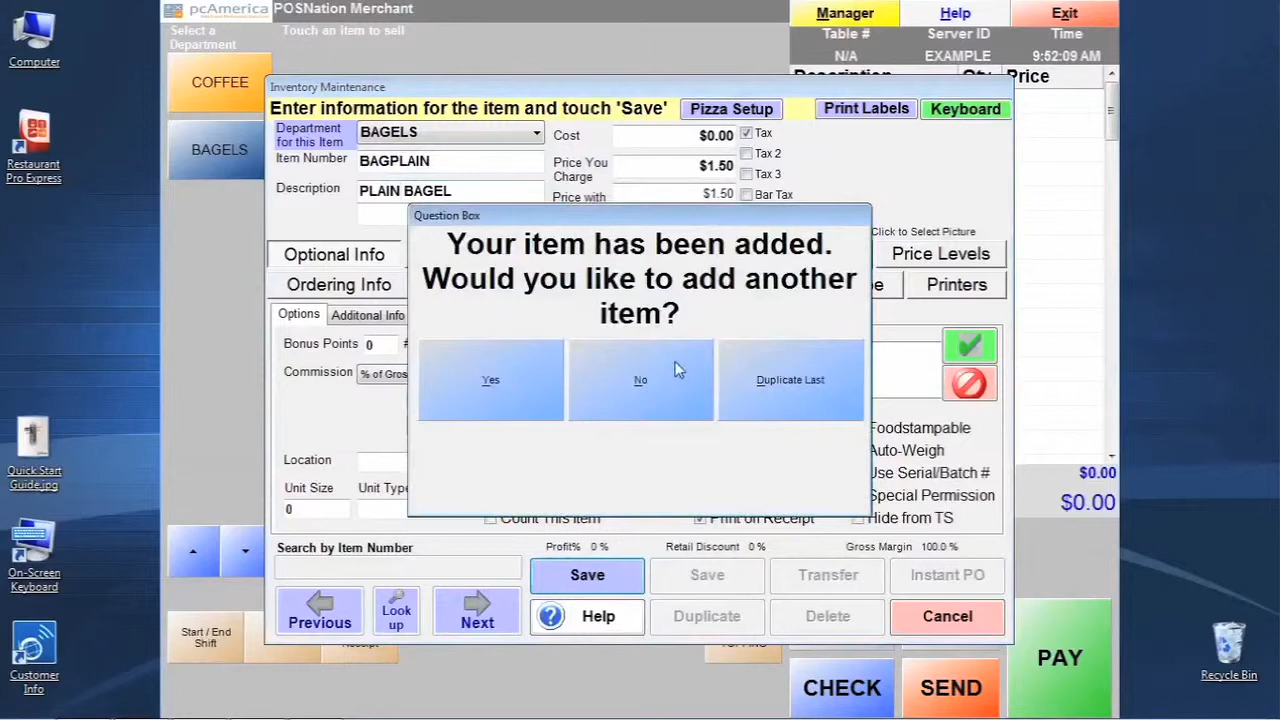 Computer
Restaurant
Pro Express
Quick Start
Guide.jpg
On-Screen
Keyboard
Customer
Info
Recycle Bin
pcAmerica
POSNation Merchant
Select a
Department
Touch an Item to sell
Manager
Help
Exit
Table #
Server ID
Time
N/A
EXAMPLE
9:52:09 AM
Description
Qty
Price
COFFEE
BAGELS
Inventory Maintenance
Enter information for the item and touch 'Save'
Pizza Setup
Print Labels
Keyboard
Department
for this Item
BAGELS
Cost
$0.00
Tax
Item Number
BAGPLAIN
Price You
Charge
$1.50
Tax 2
Tax 3
Description
PLAIN BAGEL
Price with
$1.50
Bar Tax
Question Box
Your item has been added.
Would you like to add another
item?
Yes
No
Duplicate Last
Click to Select Picture
Optional Info
Price Levels
Ordering Info
Printers
Options
Additonal Info
Bonus Points
0
#
Commission
% of Gros
Foodstampable
Auto-Weigh
Location
Use Serial/Batch #
Unit Size
Unit Type
Special Permission
0
Count This Item
Print on Receipt
Hide from TS
Search by Item Number
Profit% 0 %
Retail Discount 0 %
Gross Margin 100.0 %
Save
Save
Transfer
Instant PO
Previous
Look
up
Next
Help
Duplicate
Delete
Cancel
$0.00
$0.00
Start / End
Shift
Receipt
CHECK
SEND
PAY